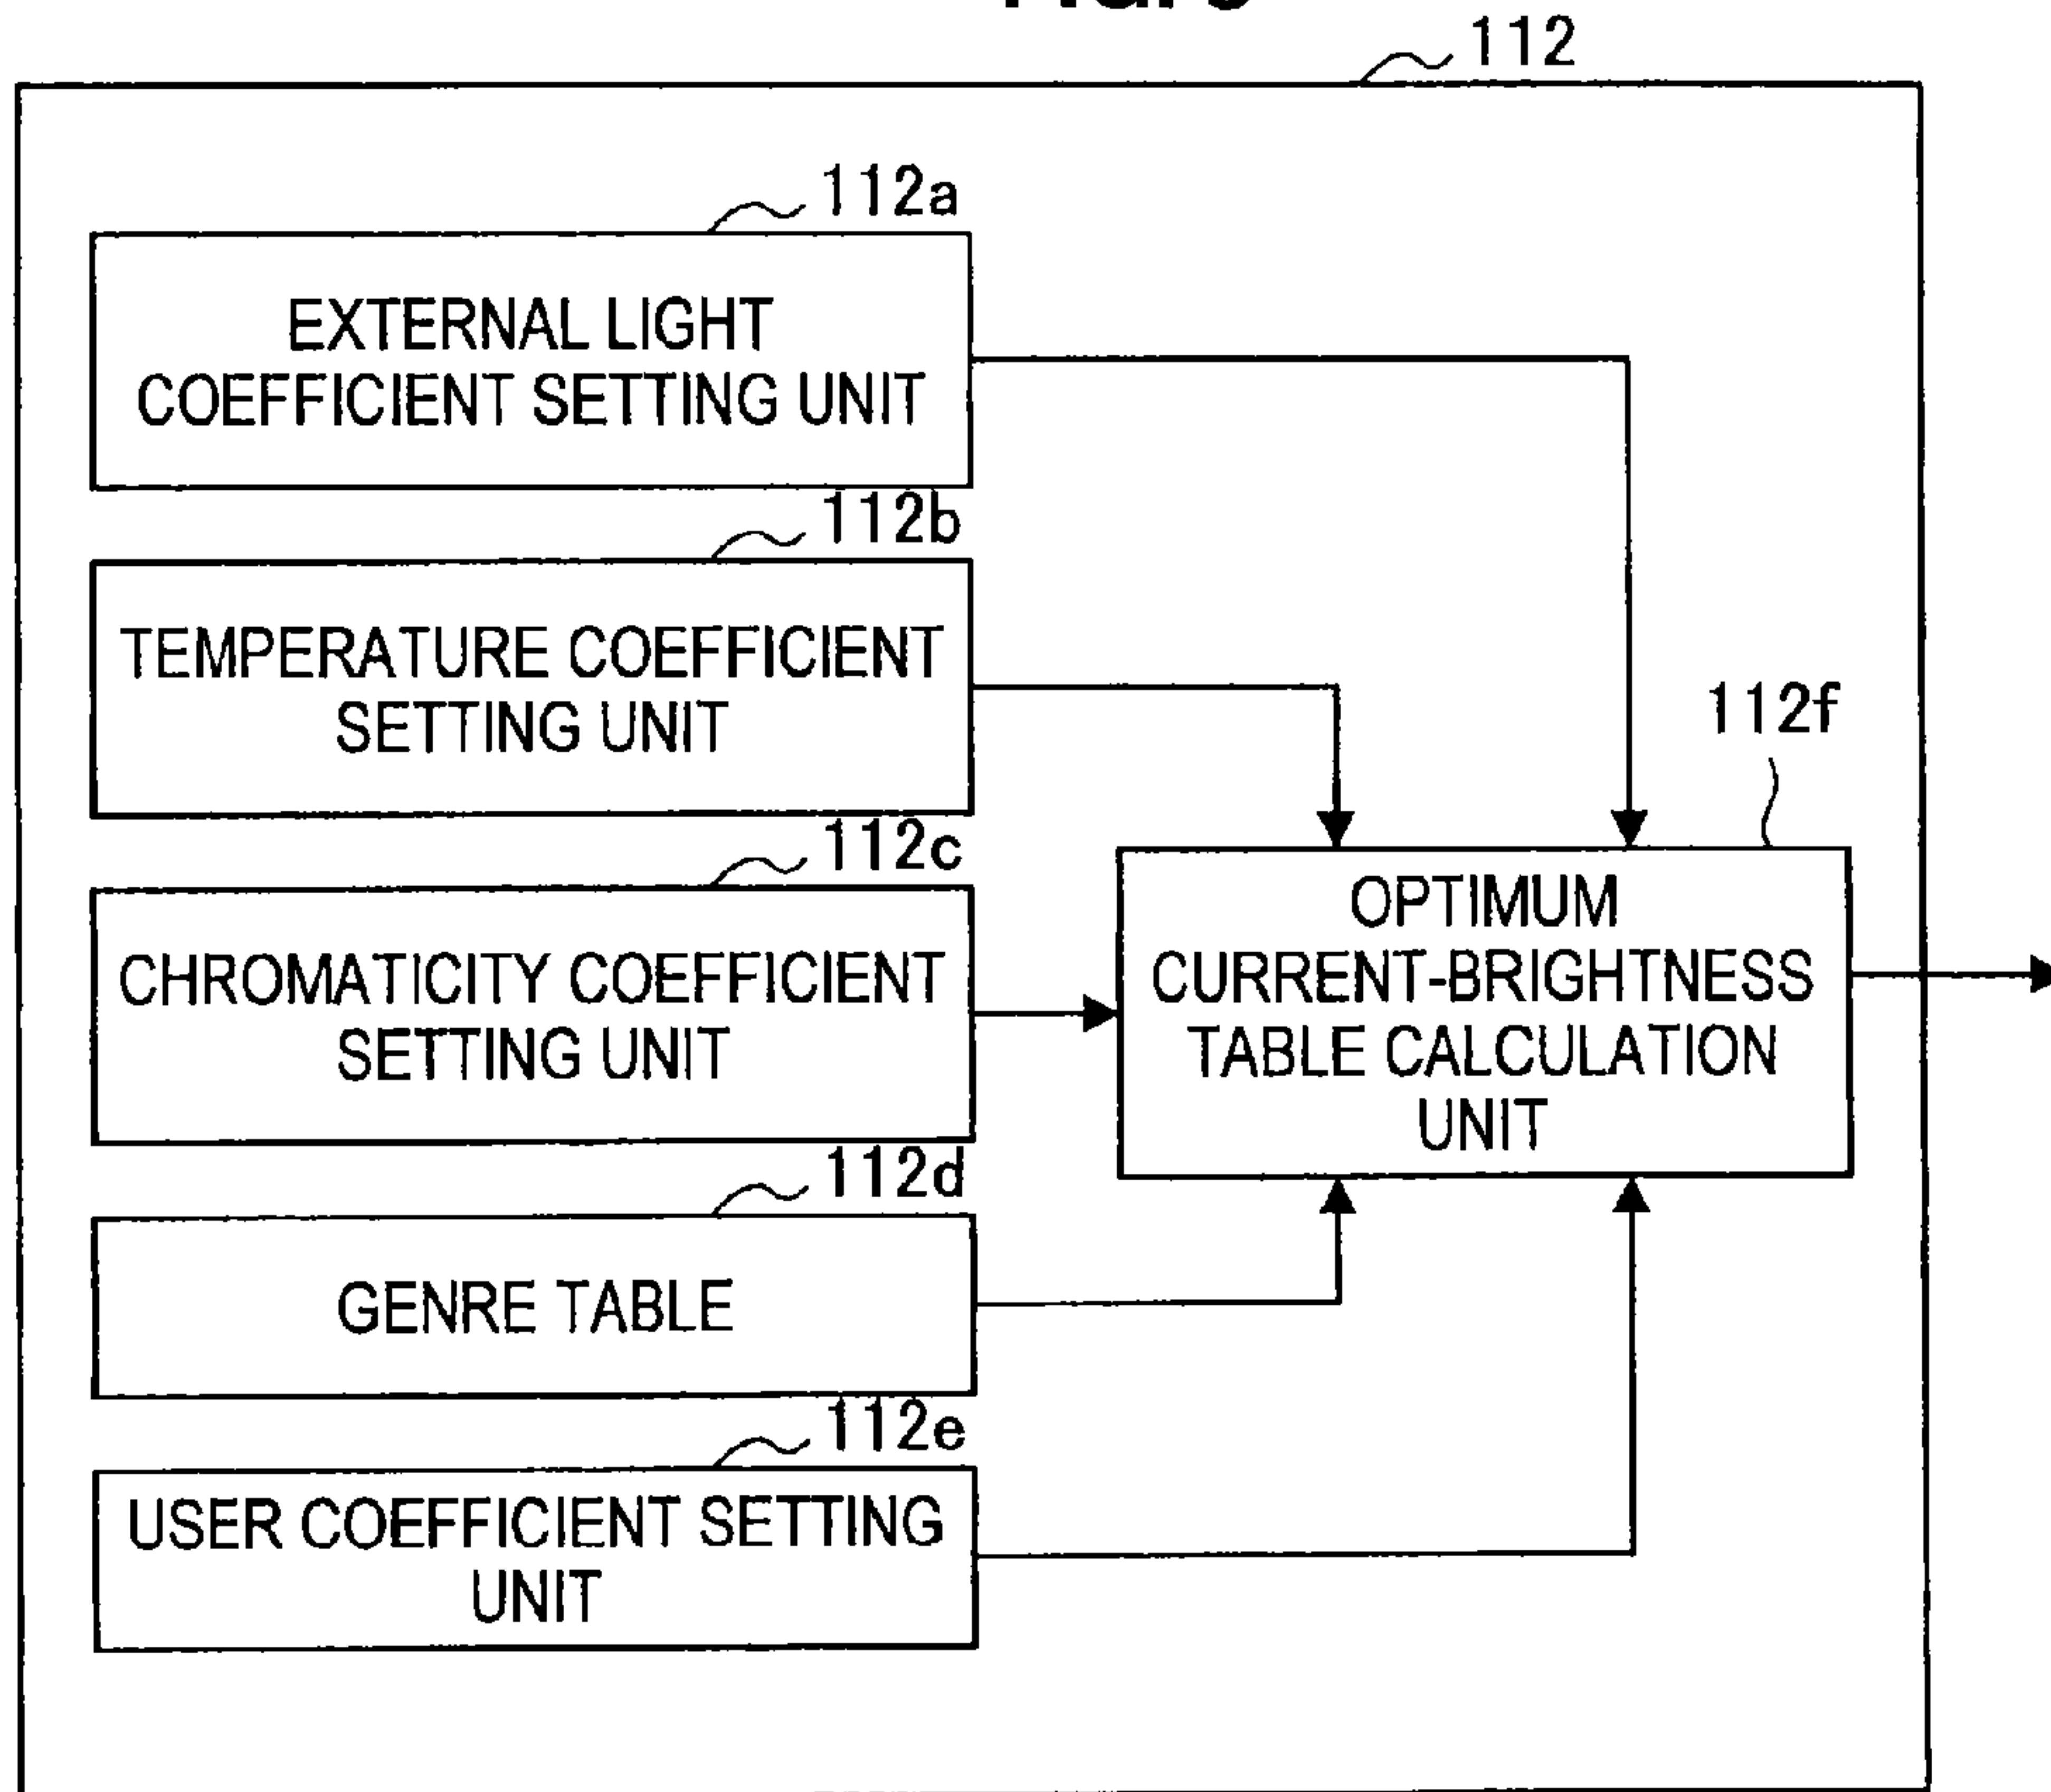 112
112a
EXTERNAL LIGHT
COEFFICIENT SETTING UNIT
112b
TEMPERATURE COEFFICIENT
SETTING UNIT
112c
CHROMATICITY COEFFICIENT
SETTING UNIT
112d
GENRE TABLE
112e
USER COEFFICIENT SETTING
UNIT
112f
OPTIMUM
CURRENT-BRIGHTNESS
TABLE CALCULATION
UNIT